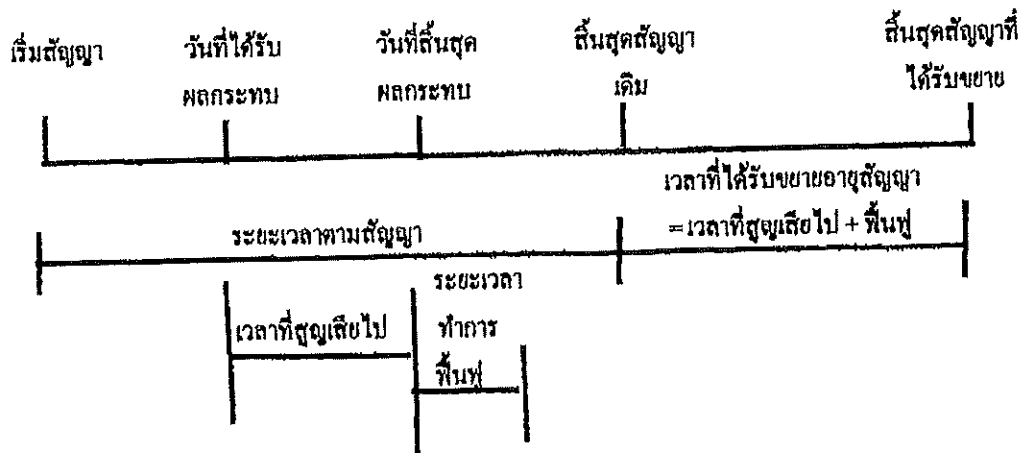 เริ่มสัญญา
วันที่ได้รับ
ผลกระทบ
วันที่สิ้นสุด
ผลกระทบ
สิ้นสุดสัญญา
เดิม
สิ้นสุดสัญญาที่
ได้รับขยาย
เวลาที่ได้รับขยายอายุสัญญา
=เวลาที่สูญเสียไป + ฟื้นฟู
ระยะเวลาตามสัญญา
เวลาที่สูญเสียไป
ระยะเวลา
ทำการ
ฟื้นฟู